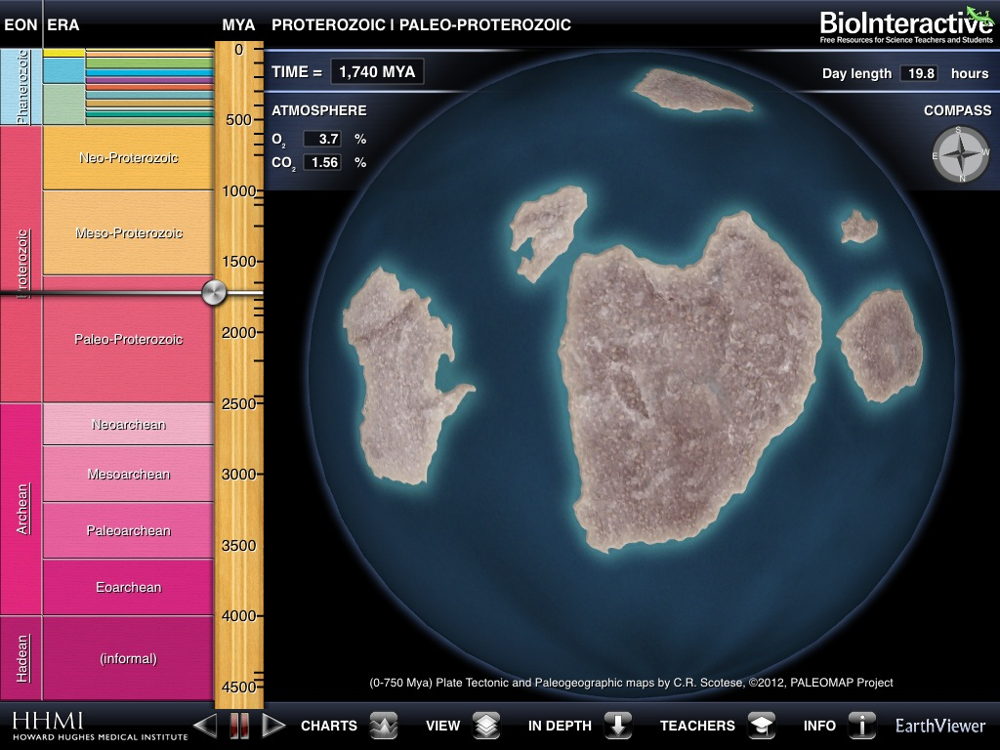 EON ERA MYA PROTEROZOIC | PALEO-PROTEROZOIC
BioInteractive
Free Resources for Science Teachers and Students
TIME = 1,740 MYA
Day length 19.8 hours
ATMOSPHERE
O2 3.7 %
CO2 1.56 %
COMPASS
S
E W
N
Phanerozoic
Proterozoic
Archean
Hadean
Neo-Proterozoic
Meso-Proterozoic
Paleo-Proterozoic
Neoarchean
Mesoarchean
Paleoarchean
Eoarchean
(informal)
0
500
1000
1500
2000
2500
3000
3500
4000
4500
(0-750 Mya) Plate Tectonic and Paleogeographic maps by C.R. Scotese, ©2012, PALEOMAP Project
HHMI
HOWARD HUGHES MEDICAL INSTITUTE
CHARTS VIEW IN DEPTH TEACHERS INFO i EarthViewer